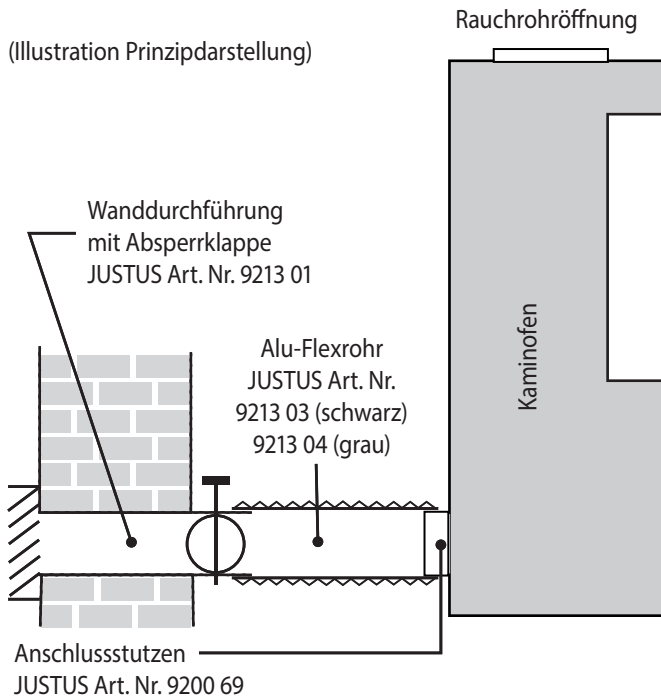 Rauchrohröffnung
(Illustration Prinzipdarstellung)
Wanddurchführung
mit Absperrklappe
JUSTUS Art. Nr. 9213 01
Alu-Flexrohr
JUSTUS Art. Nr.
9213 03 (schwarz)
9213 04 (grau)
Kaminofen
Anschlussstutzen
JUSTUS Art. Nr. 9200 69